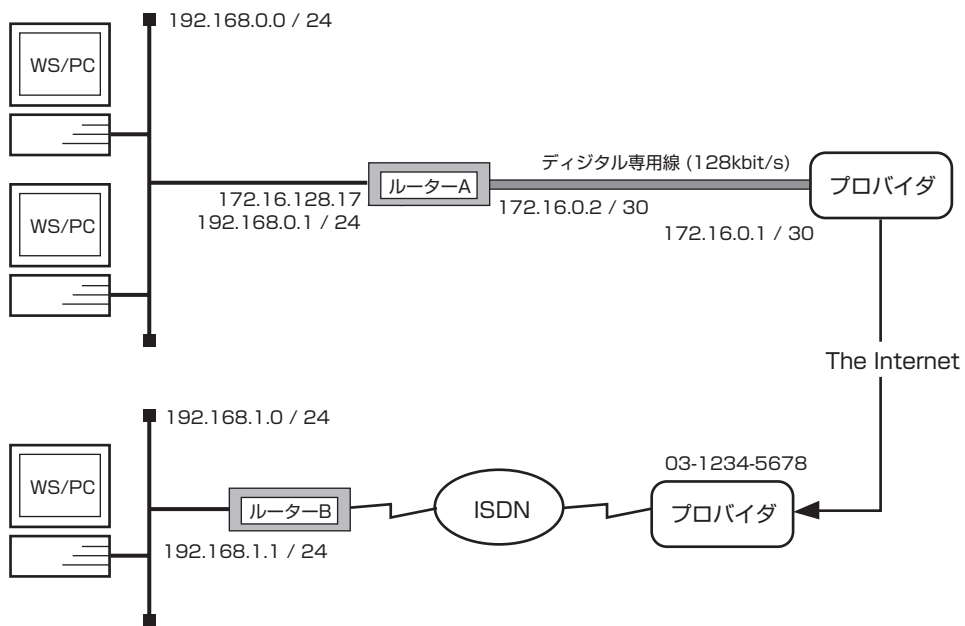 192.168.0.0 / 24
WS/PC
ディジタル専用線 (128kbit/s)
ルーターA
プロバイダ
172.16.128.17
192.168.0.1 / 24
172.16.0.2 / 30
172.16.0.1 / 30
WS/PC
The Internet
192.168.1.0 / 24
WS/PC
03-1234-5678
ルーターB
ISDN
プロバイダ
192.168.1.1 / 24